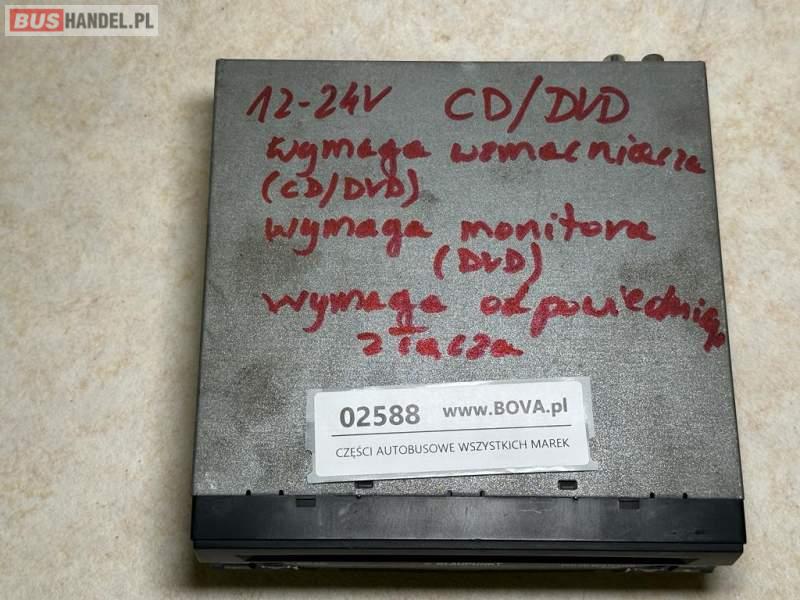 BUSHANDEL.PL
12-24V CD/DVD
wymaga wzmacniacza
(CD/DVD)
wymaga monitora
(DVD)
wymaga odpowiedniego
złącza
02588 www.BOVA.pl
CZĘŚCI AUTOBUSOWE WSZYSTKICH MAREK
BLAUPUNKT